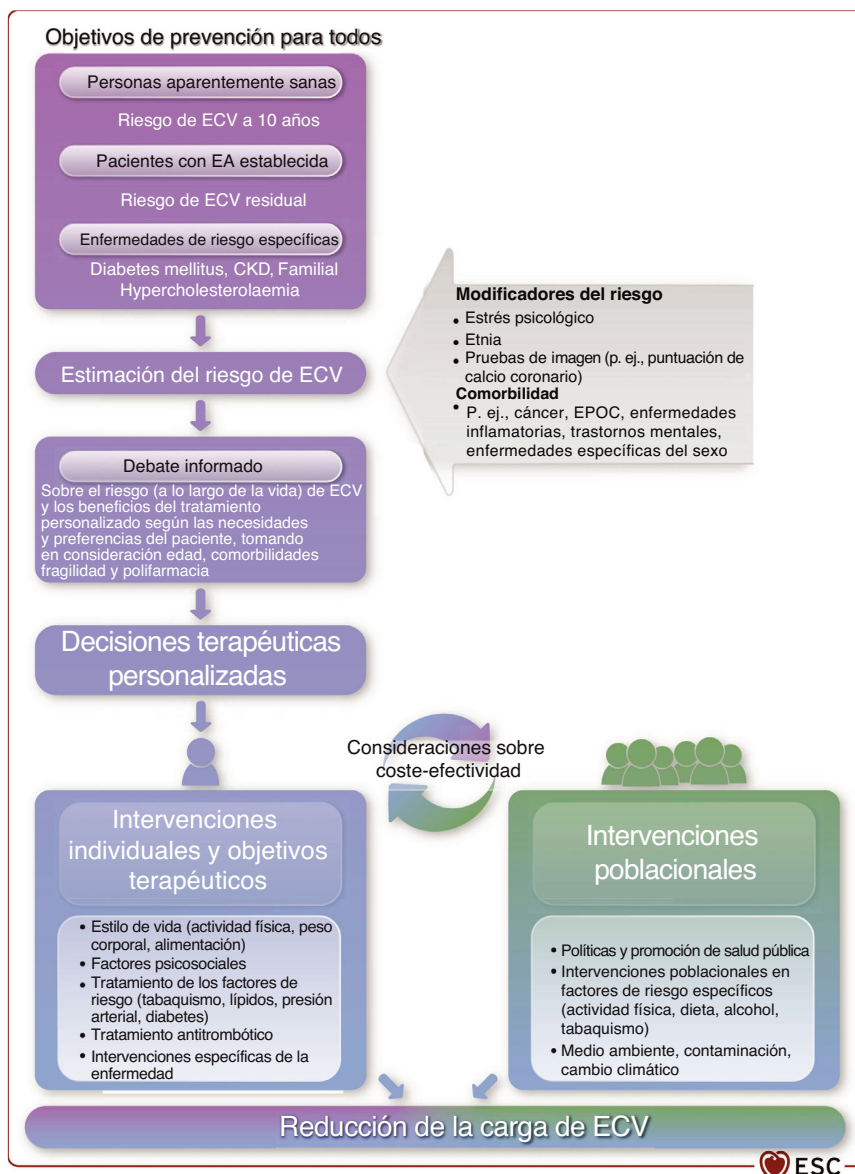 Objetivos de prevención para todos
Personas aparentemente sanas
Riesgo de ECV a 10 años
Pacientes con EA establecida
Riesgo de ECV residual
Enfermedades de riesgo específicas
Diabetes mellitus, CKD, Familial
Hypercholesterolaemia
Modificadores del riesgo
• Estrés psicológico
• Etnia
• Pruebas de imagen (p. ej., puntuación de
calcio coronario)
Comorbilidad
• P. ej., cáncer, EPOC, enfermedades
inflamatorias, trastornos mentales,
enfermedades específicas del sexo
Estimación del riesgo de ECV
Debate informado
Sobre el riesgo (a lo largo de la vida) de ECV
y los beneficios del tratamiento
personalizado según las necesidades
y preferencias del paciente, tomando
en consideración edad, comorbilidades
fragilidad y polifarmacia
Decisiones terapéuticas
personalizadas
Consideraciones sobre
coste-efectividad
Intervenciones
individuales y objetivos
terapéuticos
• Estilo de vida (actividad física, peso
corporal, alimentación)
• Factores psicosociales
• Tratamiento de los factores de
riesgo (tabaquismo, lípidos, presión
arterial, diabetes)
• Tratamiento antitrombótico
• Intervenciones específicas de la
enfermedad
Intervenciones
poblacionales
• Políticas y promoción de salud pública
• Intervenciones poblacionales en
factores de riesgo específicos
(actividad física, dieta, alcohol,
tabaquismo)
• Medio ambiente, contaminación,
cambio climático
Reducción de la carga de ECV
ESC